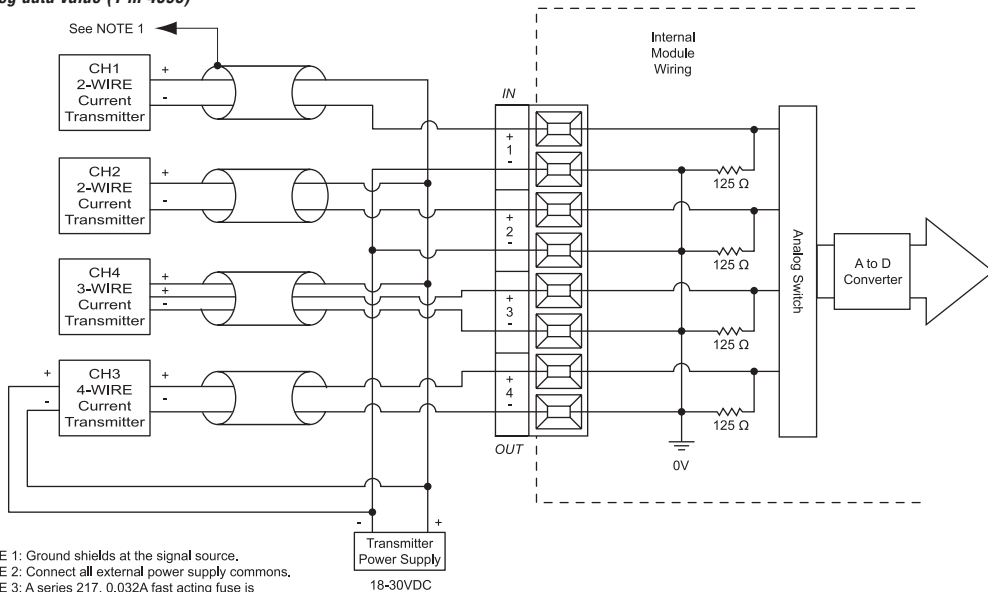 See NOTE 1
CH1
2-WIRE
Current
Transmitter
+
-
CH2
2-WIRE
Current
Transmitter
+
-
CH4
3-WIRE
Current
Transmitter
+
+
-
CH3
4-WIRE
Current
Transmitter
+
-
+
-
IN
+
1
-
+
2
-
+
3
-
+
4
-
OUT
Internal
Module
Wiring
125 Ω
125 Ω
125 Ω
125 Ω
0V
Analog Switch
A to D
Converter
-
+
Transmitter
Power Supply
18-30VDC
E 1: Ground shields at the signal source.
E 2: Connect all external power supply commons.
E 3: A series 217, 0.032A fast acting fuse is